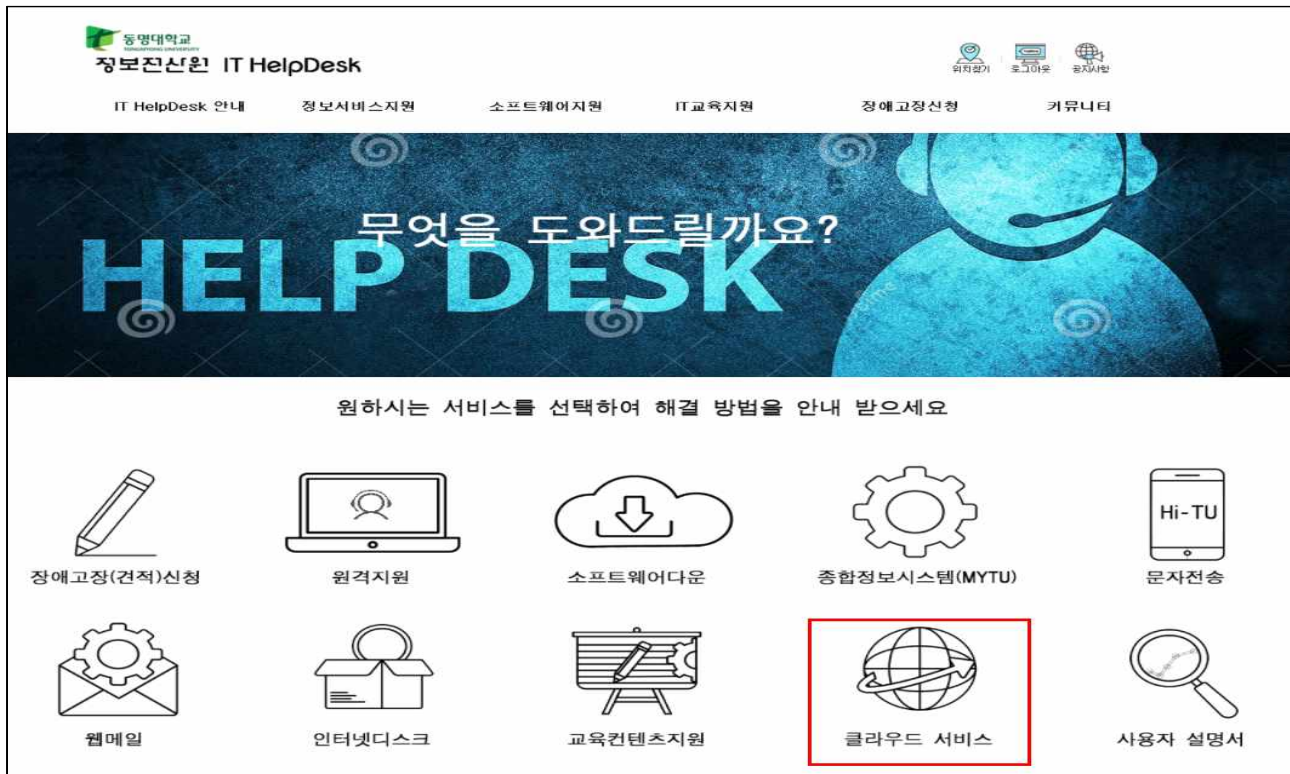 동명대학교
TONGMYONG UNIVERSITY
정보전산원 IT HelpDesk
위치찾기 로그아웃 공지사항
IT HelpDesk 안내 정보서비스지원 소프트웨어지원 IT교육지원 장애고장신청 커뮤니티
무엇을 도와드릴까요?
HELP DESK
원하시는 서비스를 선택하여 해결 방법을 안내 받으세요
Hi-TU
장애고장(견적)신청 원격지원 소프트웨어다운 종합정보시스템(MYTU) 문자전송
웹메일 인터넷디스크 교육컨텐츠지원 클라우드 서비스 사용자 설명서